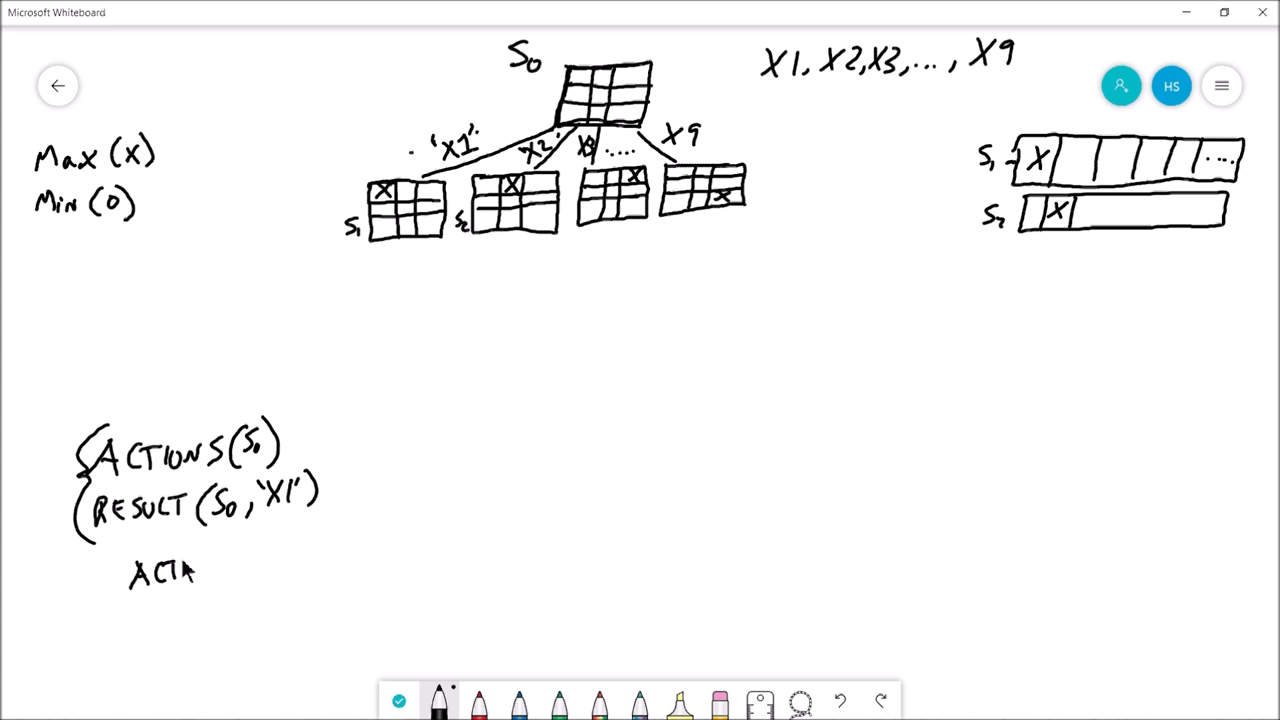 Microsoft Whiteboard
S0
X1, X2, X3, ..., X9
HS
Max (X)
Min (O)
'X1' 'X2' X3 ..... X9
X X X X
S1 S2
S1 X ....
S2 X
{ACTIONS(S0)
RESULT(S0, 'X1')
ACTI